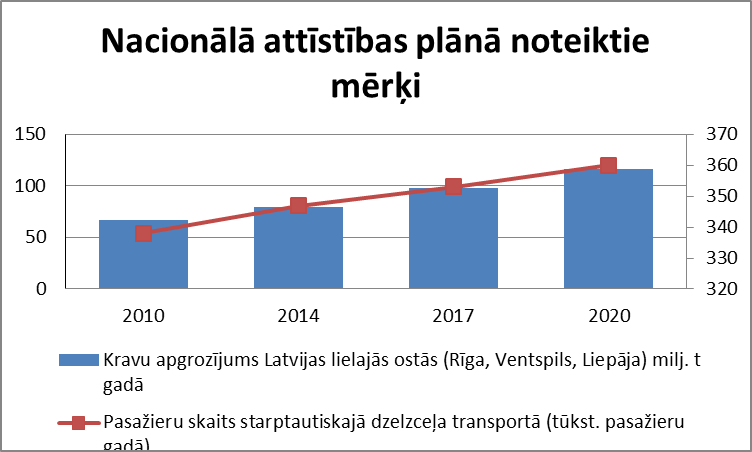 Nacionālā attīstības plānā noteiktie
mērķi
150
100
50
0
370
360
350
340
330
320
2010 2014 2017 2020
Kravu apgrozījums Latvijas lielajās ostās (Rīga, Ventspils, Liepāja) milj. t
gadā
Pasažieru skaits starptautiskajā dzelzceļa transportā (tūkst. pasažieru
gadā)